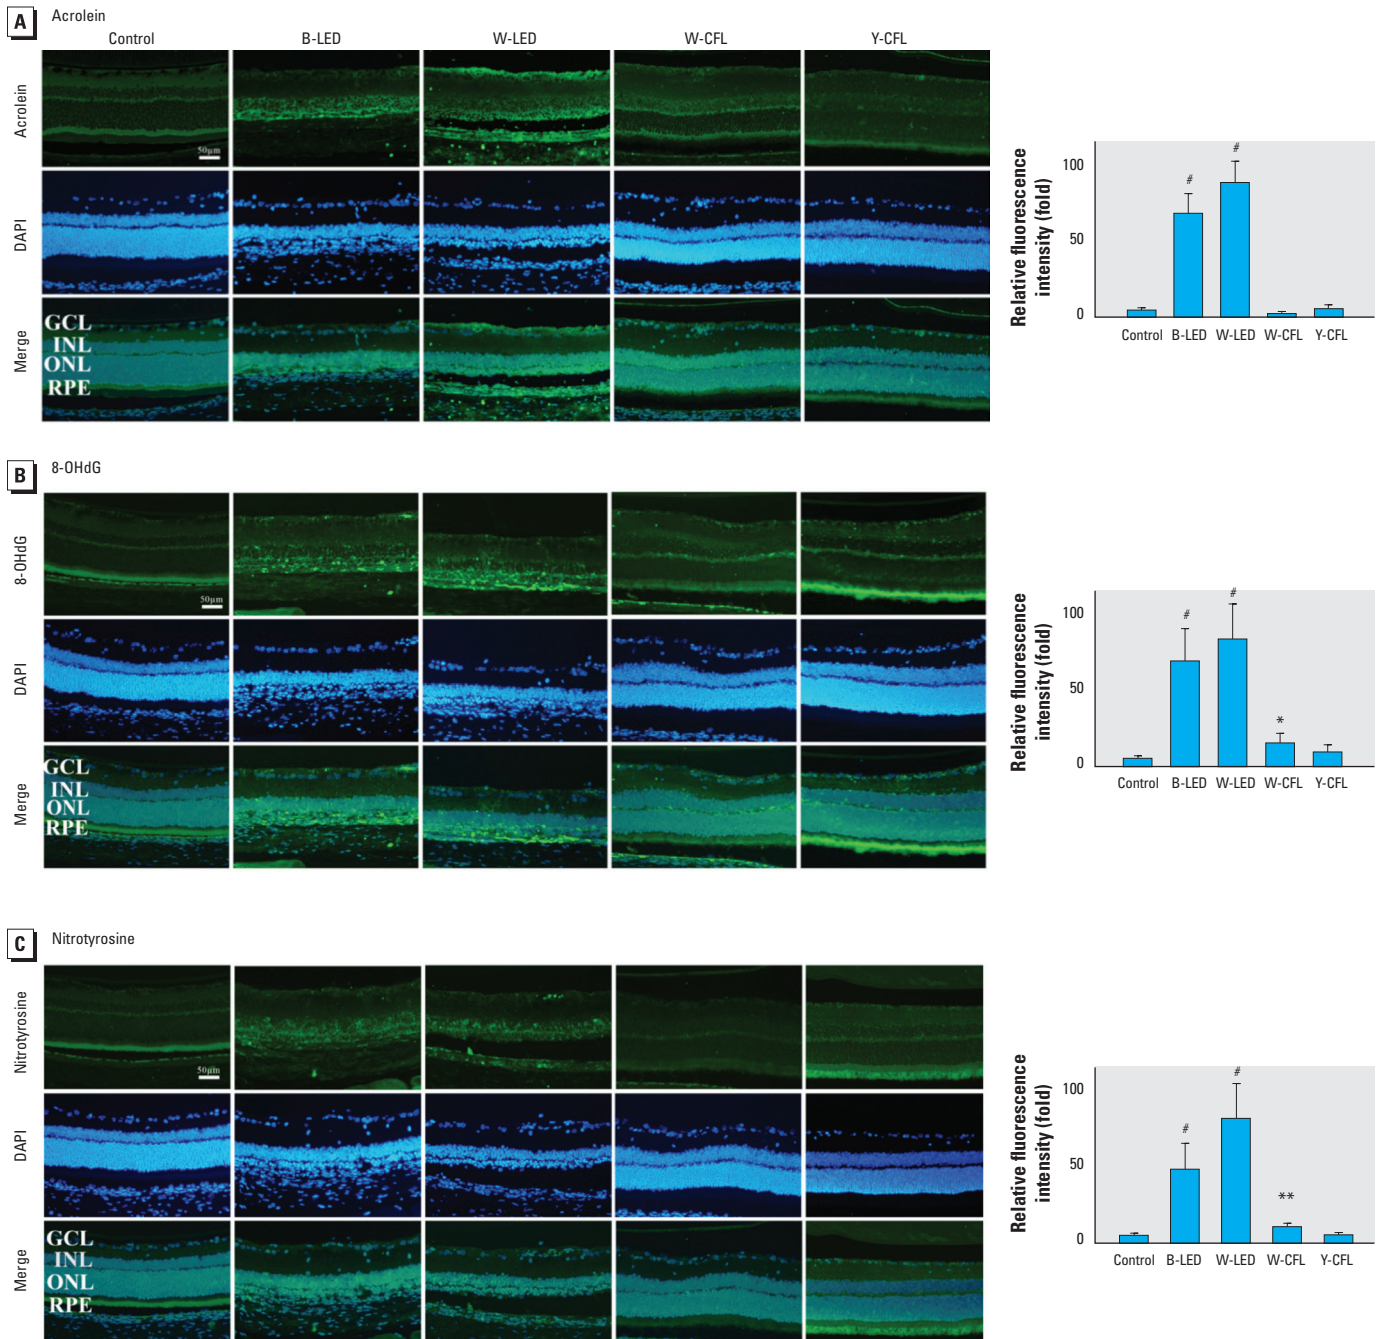 A Acrolein
Control B-LED W-LED W-CFL Y-CFL
Acrolein
50µm
DAPI
Merge
GCL
INL
ONL
RPE
Relative fluorescence
intensity (fold)
100
50
0
# #
Control B-LED W-LED W-CFL Y-CFL
B 8-OHdG
8-OHdG
50µm
DAPI
Merge
GCL
INL
ONL
RPE
Relative fluorescence
intensity (fold)
100
50
0
# # *
Control B-LED W-LED W-CFL Y-CFL
C Nitrotyrosine
Nitrotyrosine
50µm
DAPI
Merge
GCL
INL
ONL
RPE
Relative fluorescence
intensity (fold)
100
50
0
# # **
Control B-LED W-LED W-CFL Y-CFL